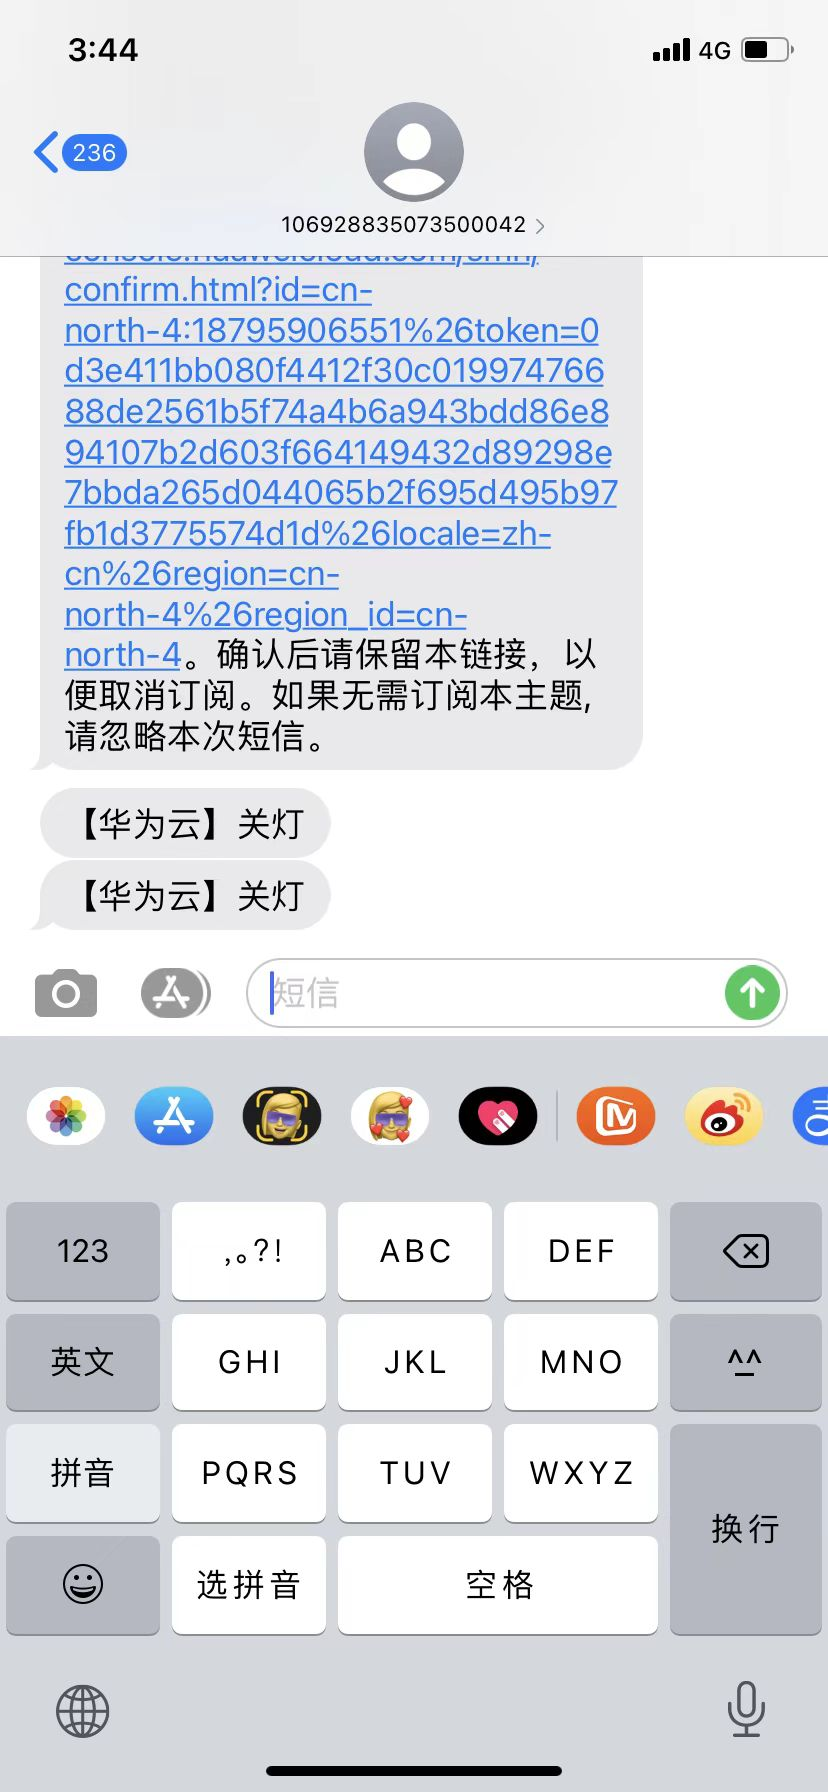 3:44
4G
236
106928835073500042
console.huaweicloud.com/smn/
confirm.html?id=cn-
north-4:18795906551%26token=0
d3e411bb080f4412f30c019974766
88de2561b5f74a4b6a943bdd86e8
94107b2d603f664149432d89298e
7bbda265d044065b2f695d495b97
fb1d3775574d1d%26locale=zh-
cn%26region=cn-
north-4%26region_id=cn-
north-4。确认后请保留本链接，以
便取消订阅。如果无需订阅本主题,
请忽略本次短信。
【华为云】关灯
【华为云】关灯
短信
123
,。?!
ABC
DEF
英文
GHI
JKL
MNO
^^
拼音
PQRS
TUV
WXYZ
换行
选拼音
空格